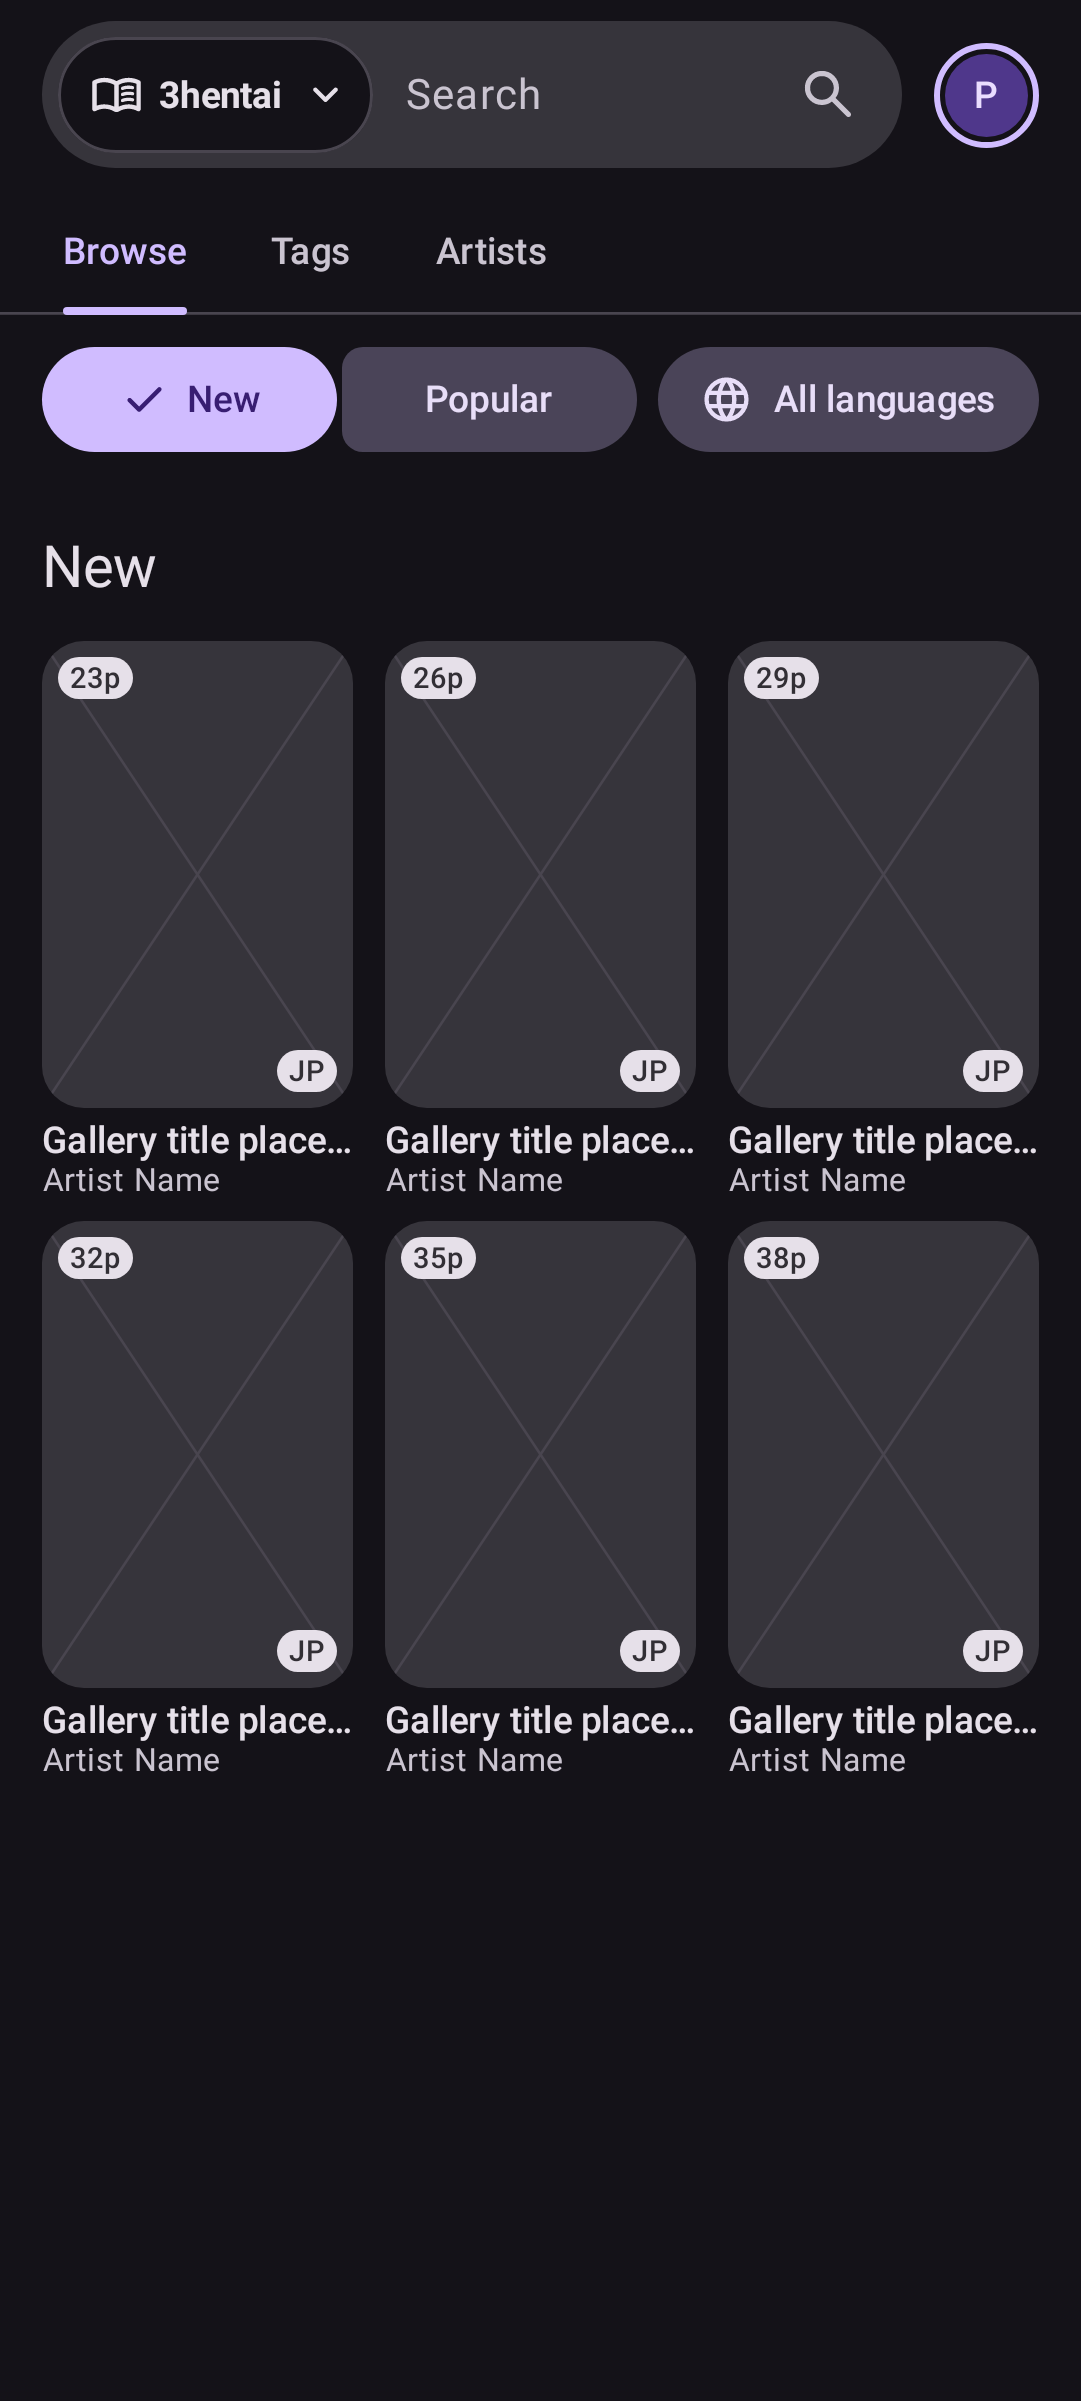 3hentai
Search
P
Browse
Tags
Artists
New
Popular
All languages
New
23p
26p
29p
JP
JP
JP
Gallery title place…
Gallery title place…
Gallery title place…
Artist Name
Artist Name
Artist Name
32p
35p
38p
JP
JP
JP
Gallery title place…
Gallery title place…
Gallery title place…
Artist Name
Artist Name
Artist Name